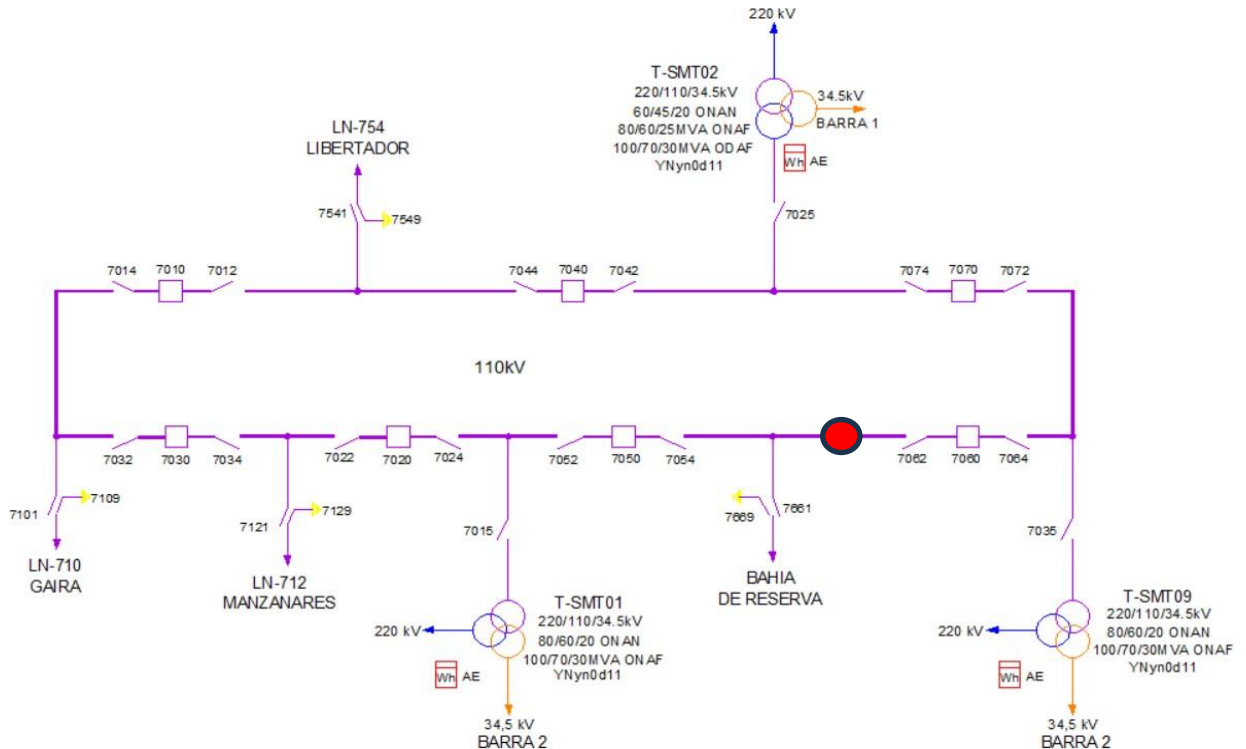 220 kV
T-SMT02
220/110/34.5kV
60/45/20 ONAN
80/60/25MVA ONAF
100/70/30MVA ODAF
YNyn0d11
34.5kV
BARRA 1
Wh AE
LN-754
LIBERTADOR
7541
7549
7025
7014 7010 7012
7044 7040 7042
7074 7070 7072
110kV
7032 7030 7034
7022 7020 7024
7052 7050 7054
7062 7060 7064
7101
7109
LN-710
GAIRA
7121
7129
LN-712
MANZANARES
7015
T-SMT01
220/110/34.5kV
80/60/20 ONAN
100/70/30MVA ONAF
YNyn0d11
220 kV
Wh AE
34,5 kV
BARRA 2
7669
7661
BAHIA
DE RESERVA
7035
T-SMT09
220/110/34.5kV
80/60/20 ONAN
100/70/30MVA ONAF
YNyn0d11
220 kV
Wh AE
34,5 kV
BARRA 2